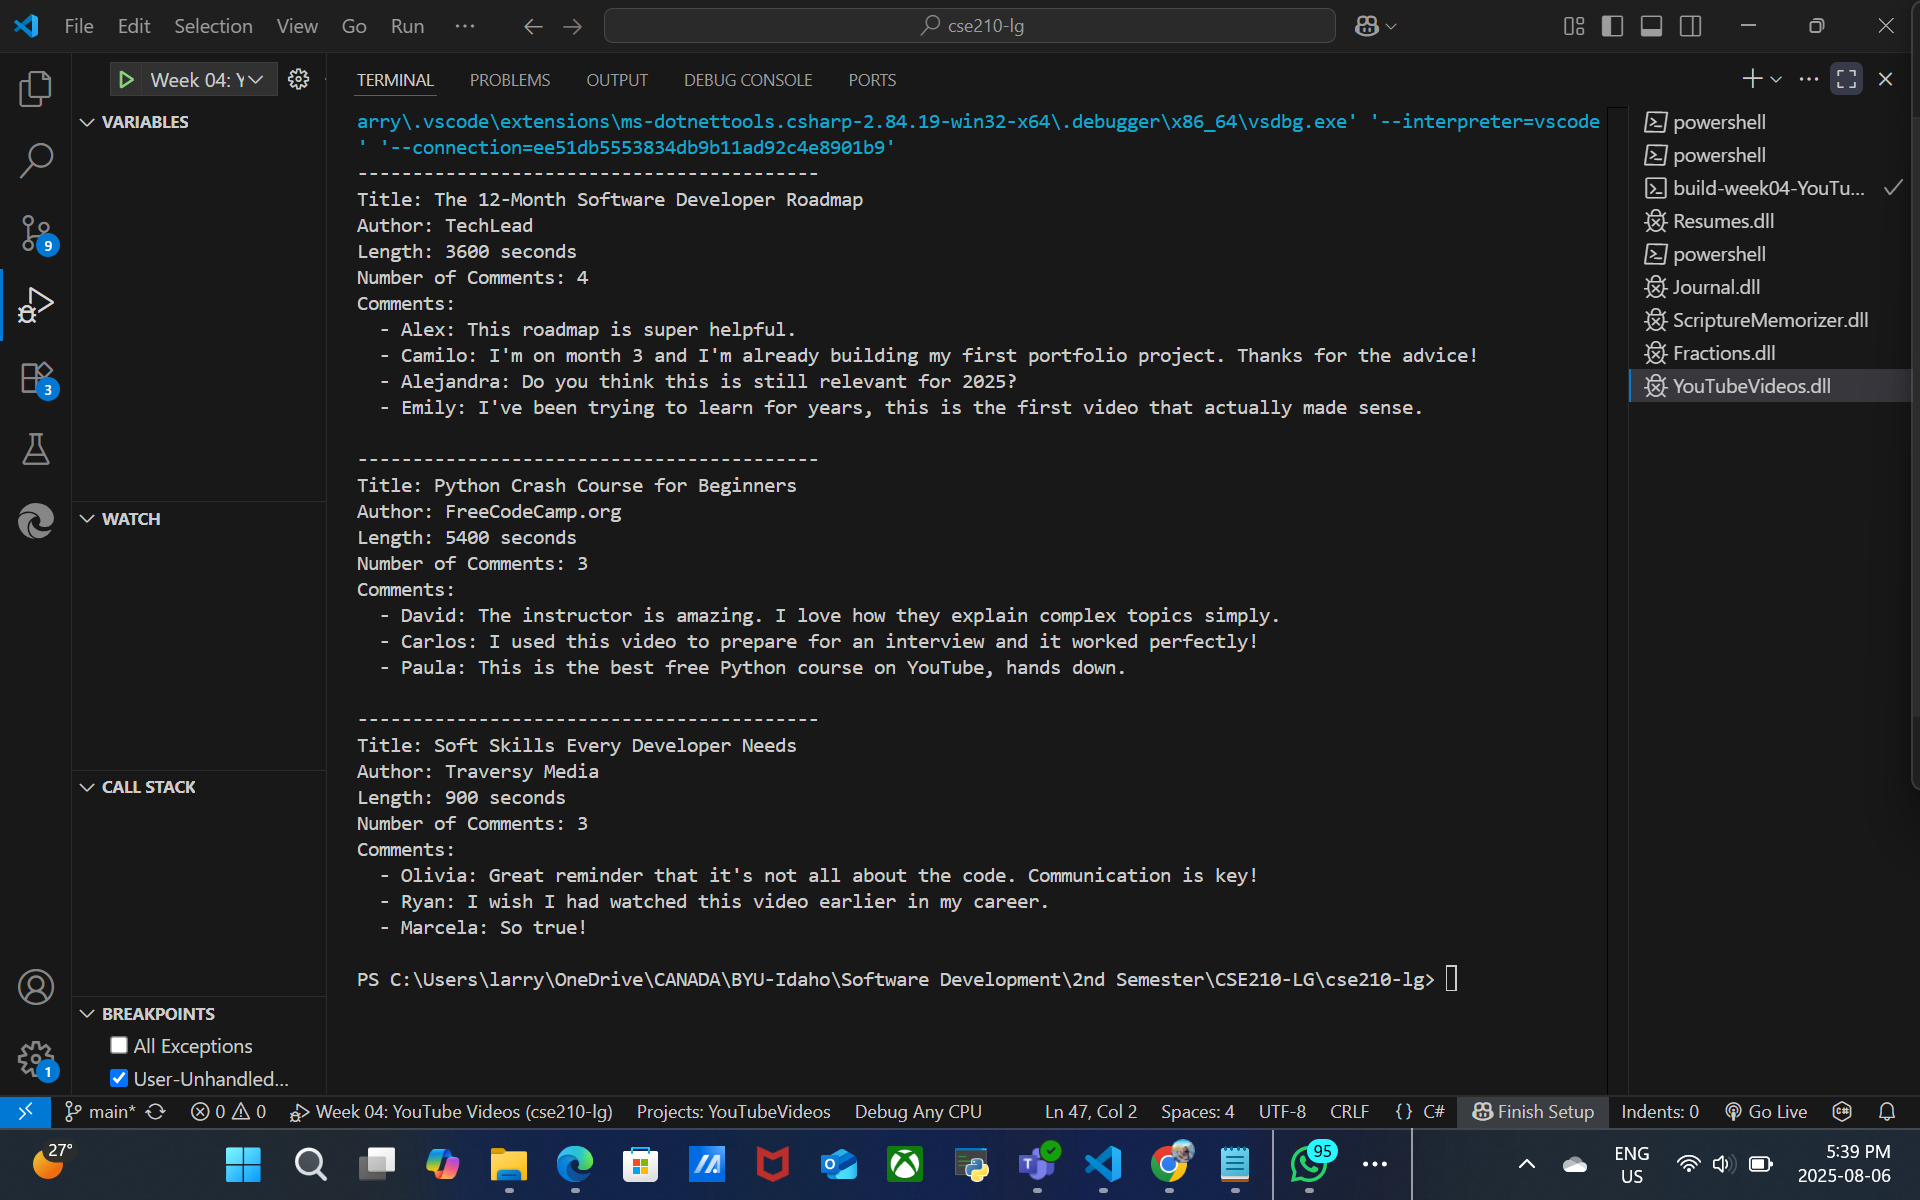 File Edit Selection View Go Run ··· cse210-lg
Week 04: Y
TERMINAL PROBLEMS OUTPUT DEBUG CONSOLE PORTS
VARIABLES
WATCH
CALL STACK
BREAKPOINTS
All Exceptions
User-Unhandled...
9
3
1
arry\.vscode\extensions\ms-dotnettools.csharp-2.84.19-win32-x64\.debugger\x86_64\vsdbg.exe' '--interpreter=vscode
' '--connection=ee51db5553834db9b11ad92c4e8901b9'
------------------------------------------
Title: The 12-Month Software Developer Roadmap
Author: TechLead
Length: 3600 seconds
Number of Comments: 4
Comments:
- Alex: This roadmap is super helpful.
- Camilo: I'm on month 3 and I'm already building my first portfolio project. Thanks for the advice!
- Alejandra: Do you think this is still relevant for 2025?
- Emily: I've been trying to learn for years, this is the first video that actually made sense.
------------------------------------------
Title: Python Crash Course for Beginners
Author: FreeCodeCamp.org
Length: 5400 seconds
Number of Comments: 3
Comments:
- David: The instructor is amazing. I love how they explain complex topics simply.
- Carlos: I used this video to prepare for an interview and it worked perfectly!
- Paula: This is the best free Python course on YouTube, hands down.
------------------------------------------
Title: Soft Skills Every Developer Needs
Author: Traversy Media
Length: 900 seconds
Number of Comments: 3
Comments:
- Olivia: Great reminder that it's not all about the code. Communication is key!
- Ryan: I wish I had watched this video earlier in my career.
- Marcela: So true!
PS C:\Users\larry\OneDrive\CANADA\BYU-Idaho\Software Development\2nd Semester\CSE210-LG\cse210-lg>
powershell
powershell
build-week04-YouTu...
Resumes.dll
powershell
Journal.dll
ScriptureMemorizer.dll
Fractions.dll
YouTubeVideos.dll
main* 0 0 Week 04: YouTube Videos (cse210-lg) Projects: YouTubeVideos Debug Any CPU Ln 47, Col 2 Spaces: 4 UTF-8 CRLF {} C# Finish Setup Indents: 0 Go Live
27°
95
ENG
US
5:39 PM
2025-08-06